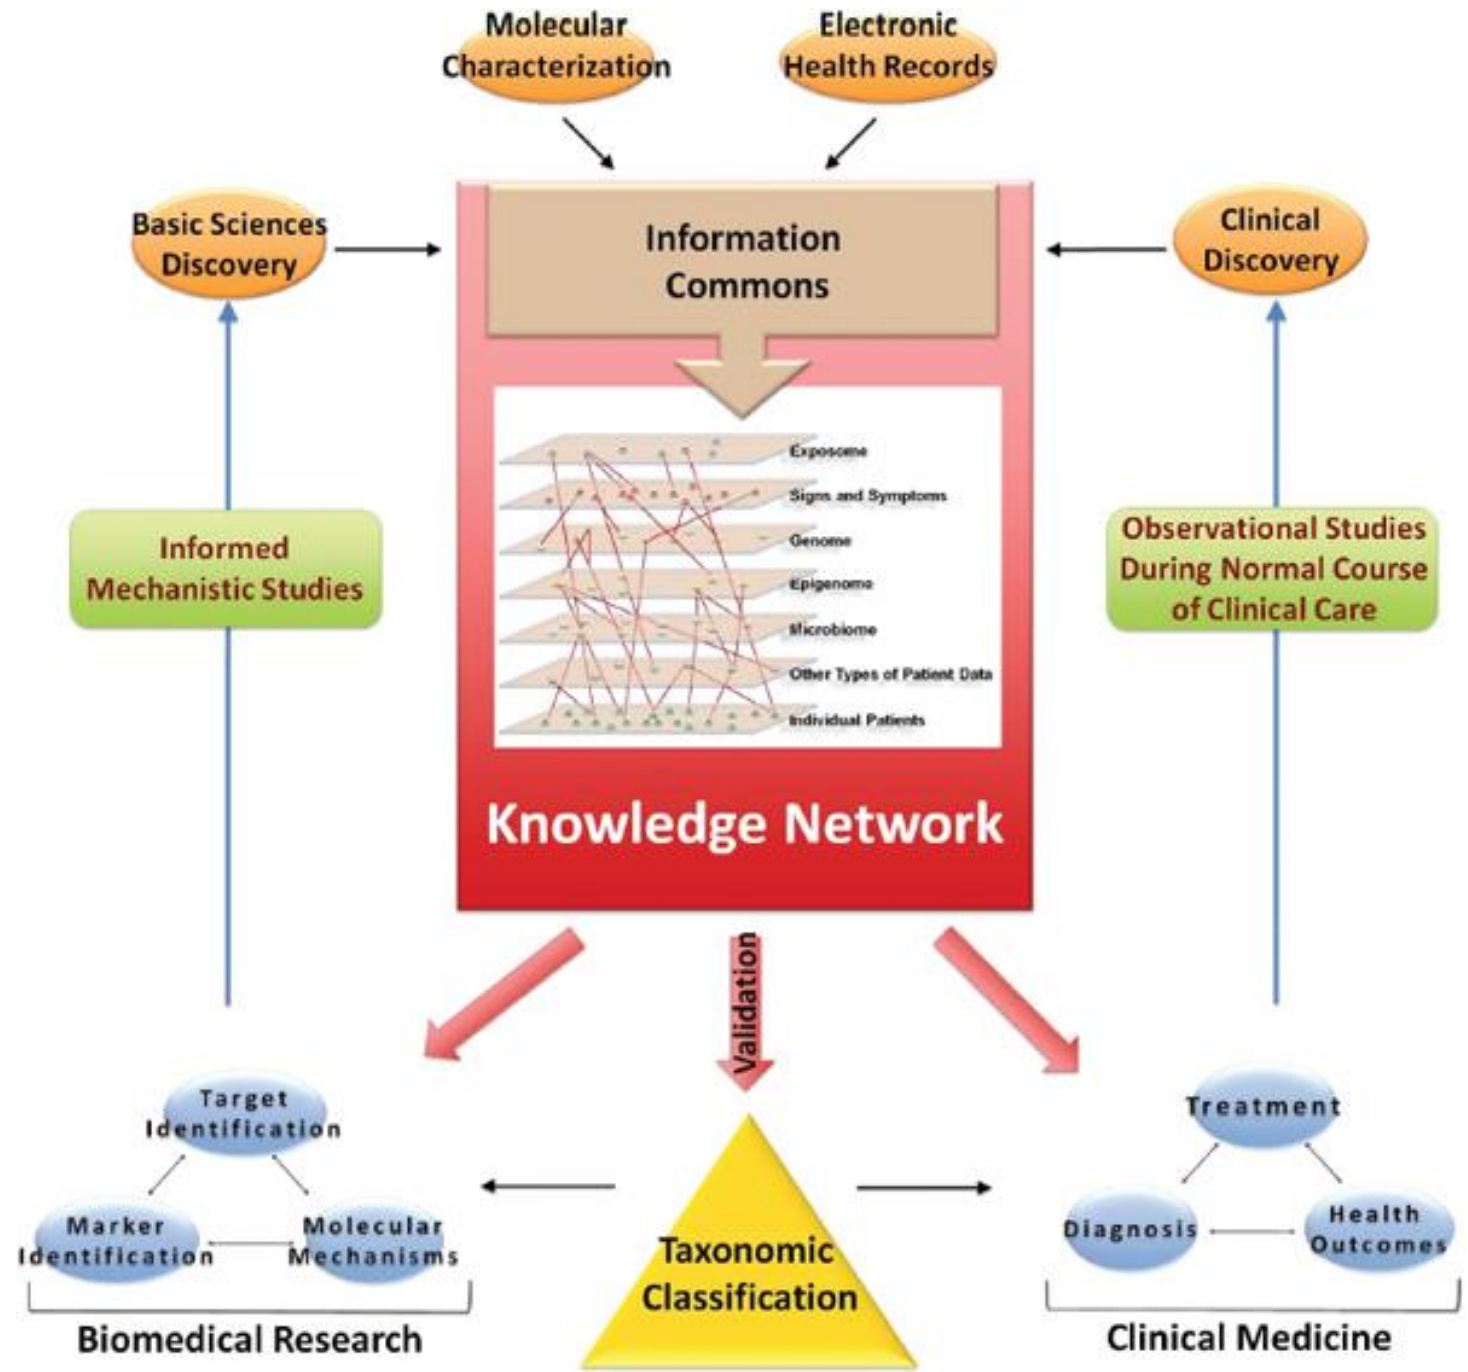 Molecular
Characterization
Electronic
Health Records
Basic Sciences
Discovery
Information
Commons
Clinical
Discovery
Exposome
Signs and Symptoms
Genome
Epigenome
Microbiome
Other Types of Patient Data
Individual Patients
Informed
Mechanistic Studies
Observational Studies
During Normal Course
of Clinical Care
Knowledge Network
Validation
Target
Identification
Marker
Identification
Molecular
Mechanisms
Biomedical Research
Taxonomic
Classification
Treatment
Diagnosis
Health
Outcomes
Clinical Medicine